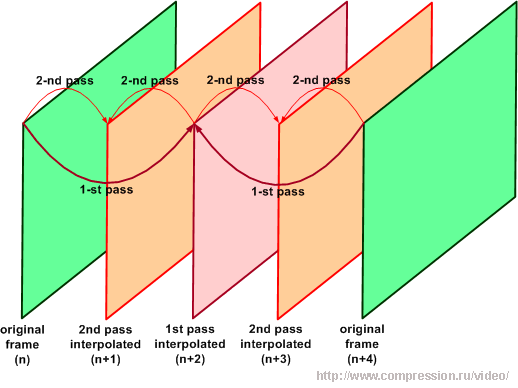 2-nd pass 2-nd pass 2-nd pass 2-nd pass
1-st pass 1-st pass
original frame (n)
2nd pass interpolated (n+1)
1st pass interpolated (n+2)
2nd pass interpolated (n+3)
original frame (n+4)
http://www.compression.ru/video/